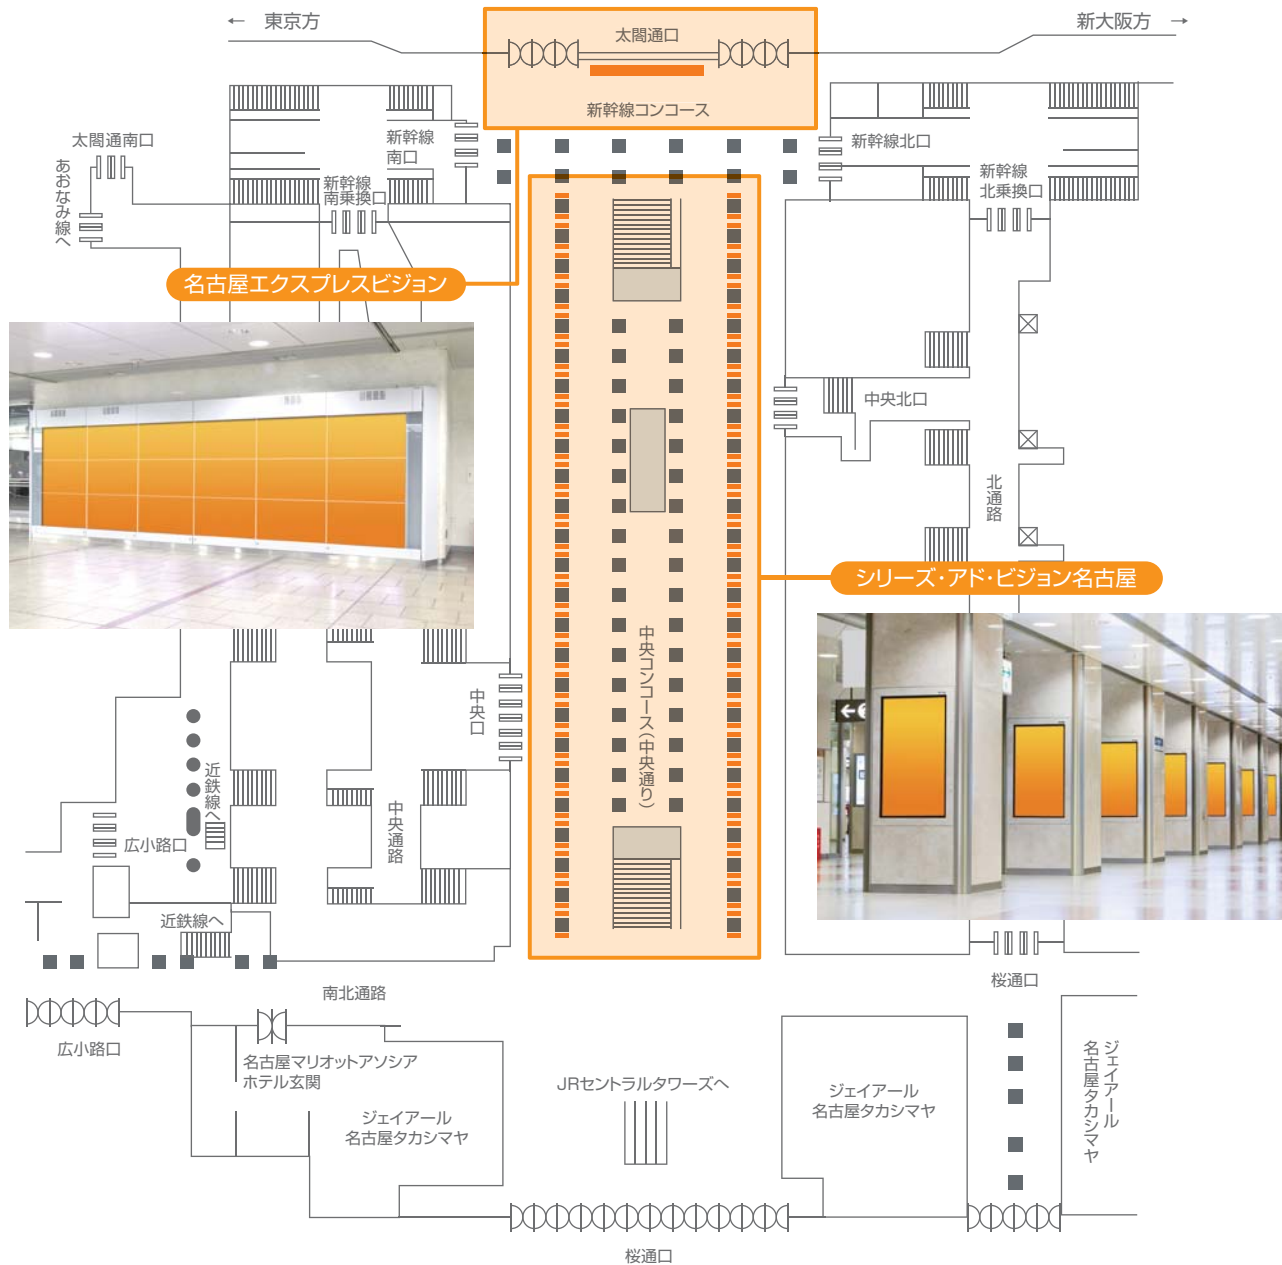 ← 東京方
新大阪方 →
太閤通口
新幹線コンコース
新幹線
南口
新幹線北口
太閤通南口
あおなみ線へ
新幹線
南乗換口
新幹線
北乗換口
名古屋エクスプレスビジョン
中央北口
北通路
シリーズ・アド・ビジョン名古屋
中央コンコース(中央通り)
中央口
近鉄線へ
中央通路
広小路口
近鉄線へ
南北通路
桜通口
広小路口
名古屋マリオットアソシア
ホテル玄関
JRセントラルタワーズへ
ジェイアール
名古屋タカシマヤ
ジェイアール
名古屋タカシマヤ
ジェイアール
名古屋タカシマヤ
桜通口